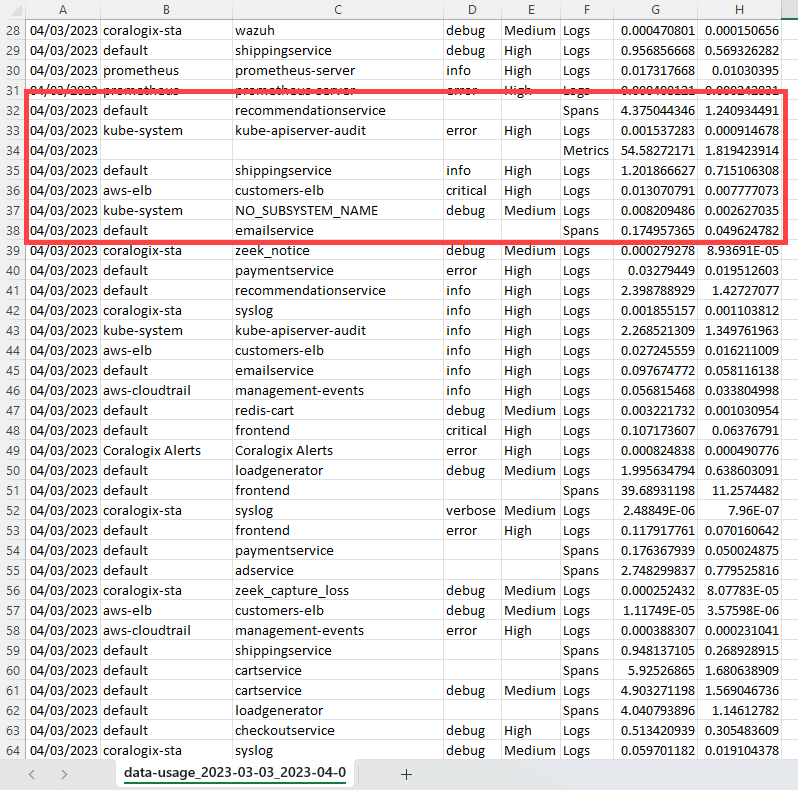 A B C D E F G H
28 04/03/2023 coralogix-sta wazuh debug Medium Logs 0.000470801 0.000150656
29 04/03/2023 default shippingservice debug High Logs 0.956856668 0.569326282
30 04/03/2023 prometheus prometheus-server info High Logs 0.017317668 0.01030395
31 04/03/2023 prometheus prometheus-server error High Logs
32 04/03/2023 default recommendationservice Spans 4.375044346 1.240934491
33 04/03/2023 kube-system kube-apiserver-audit error High Logs 0.001537283 0.000914678
34 04/03/2023 Metrics 54.58272171 1.819423914
35 04/03/2023 default shippingservice info High Logs 1.201866627 0.715106308
36 04/03/2023 aws-elb customers-elb critical High Logs 0.013070791 0.007777073
37 04/03/2023 kube-system NO_SUBSYSTEM_NAME debug Medium Logs 0.008209486 0.002627035
38 04/03/2023 default emailservice Spans 0.174957365 0.049624782
39 04/03/2023 coralogix-sta zeek_notice debug Medium Logs 0.000279278 8.93691E-05
40 04/03/2023 default paymentservice error High Logs 0.03279449 0.019512603
41 04/03/2023 default recommendationservice info High Logs 2.398788929 1.42727077
42 04/03/2023 coralogix-sta syslog info High Logs 0.001855157 0.001103812
43 04/03/2023 kube-system kube-apiserver-audit info High Logs 2.268521309 1.349761963
44 04/03/2023 aws-elb customers-elb info High Logs 0.027245559 0.016211009
45 04/03/2023 default emailservice info High Logs 0.097674772 0.058116138
46 04/03/2023 aws-cloudtrail management-events info High Logs 0.056815468 0.033804998
47 04/03/2023 default redis-cart debug Medium Logs 0.003221732 0.001030954
48 04/03/2023 default frontend critical High Logs 0.107173607 0.06376791
49 04/03/2023 Coralogix Alerts Coralogix Alerts error High Logs 0.000824838 0.000490776
50 04/03/2023 default loadgenerator debug Medium Logs 1.995634794 0.638603091
51 04/03/2023 default frontend Spans 39.68931198 11.2574482
52 04/03/2023 coralogix-sta syslog verbose Medium Logs 2.48849E-06 7.96E-07
53 04/03/2023 default frontend error High Logs 0.117917761 0.070160642
54 04/03/2023 default paymentservice Spans 0.176367939 0.050024875
55 04/03/2023 default adservice Spans 2.748299837 0.779525816
56 04/03/2023 coralogix-sta zeek_capture_loss debug Medium Logs 0.000252432 8.07783E-05
57 04/03/2023 aws-elb customers-elb debug Medium Logs 1.11749E-05 3.57598E-06
58 04/03/2023 aws-cloudtrail management-events error High Logs 0.000388307 0.000231041
59 04/03/2023 default shippingservice Spans 0.948137105 0.268928915
60 04/03/2023 default cartservice Spans 5.92526865 1.680638909
61 04/03/2023 default cartservice debug Medium Logs 4.903271198 1.569046736
62 04/03/2023 default loadgenerator Spans 4.040793896 1.14612782
63 04/03/2023 default checkoutservice debug High Logs 0.513420939 0.305483609
64 04/03/2023 coralogix-sta syslog debug Medium Logs 0.059701182 0.019104378
data-usage_2023-03-03_2023-04-0